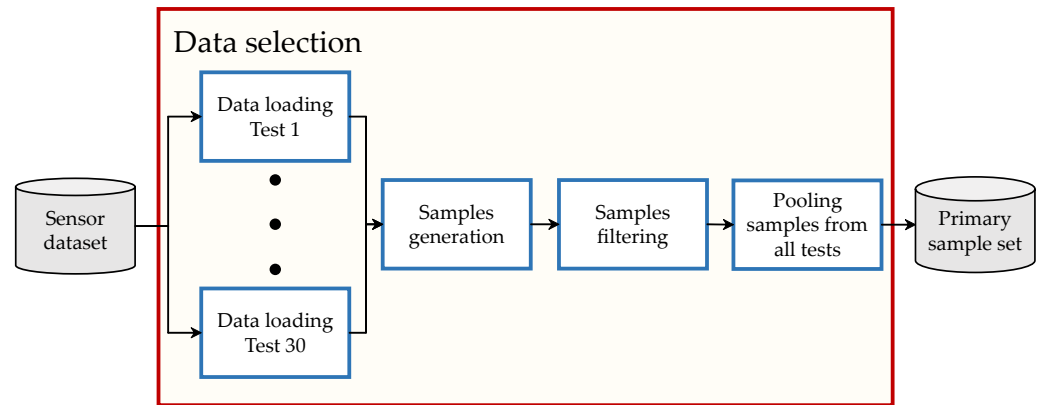 Data selection
Data loading
Test 1
Sensor
dataset
Samples
generation
Samples
filtering
Pooling
samples from
all tests
Primary
sample set
Data loading
Test 30